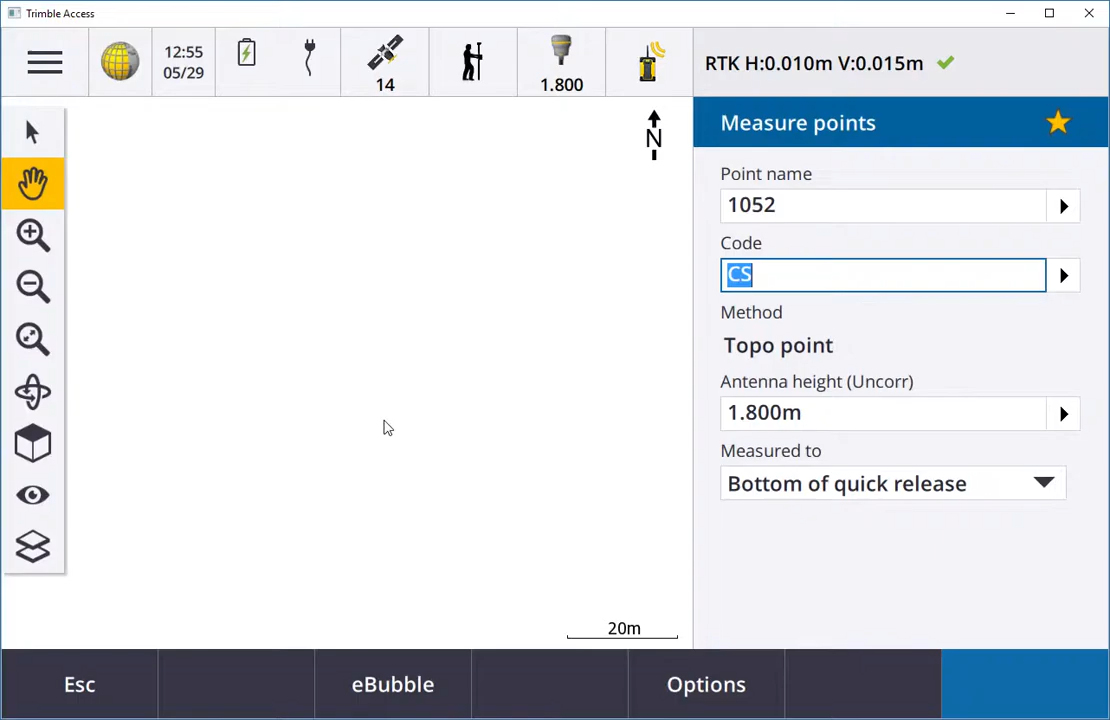 Trimble Access
12:55
05/29
14
1.800
RTK H:0.010m V:0.015m
N
Measure points
Point name
1052
Code
CS
Method
Topo point
Antenna height (Uncorr)
1.800m
Measured to
Bottom of quick release
20m
Esc
eBubble
Options